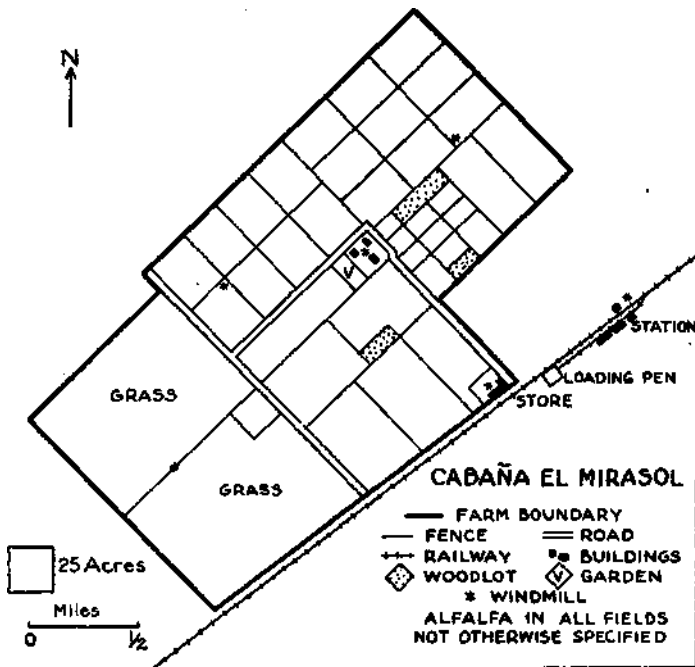 N
GRASS
GRASS
V
STATION
LOADING PEN
STORE
CABAÑA EL MIRASOL
FARM BOUNDARY
FENCE ROAD
RAILWAY BUILDINGS
WOODLOT V GARDEN
* WINDMILL
ALFALFA IN ALL FIELDS
NOT OTHERWISE SPECIFIED
25 Acres
Miles
0 1/2